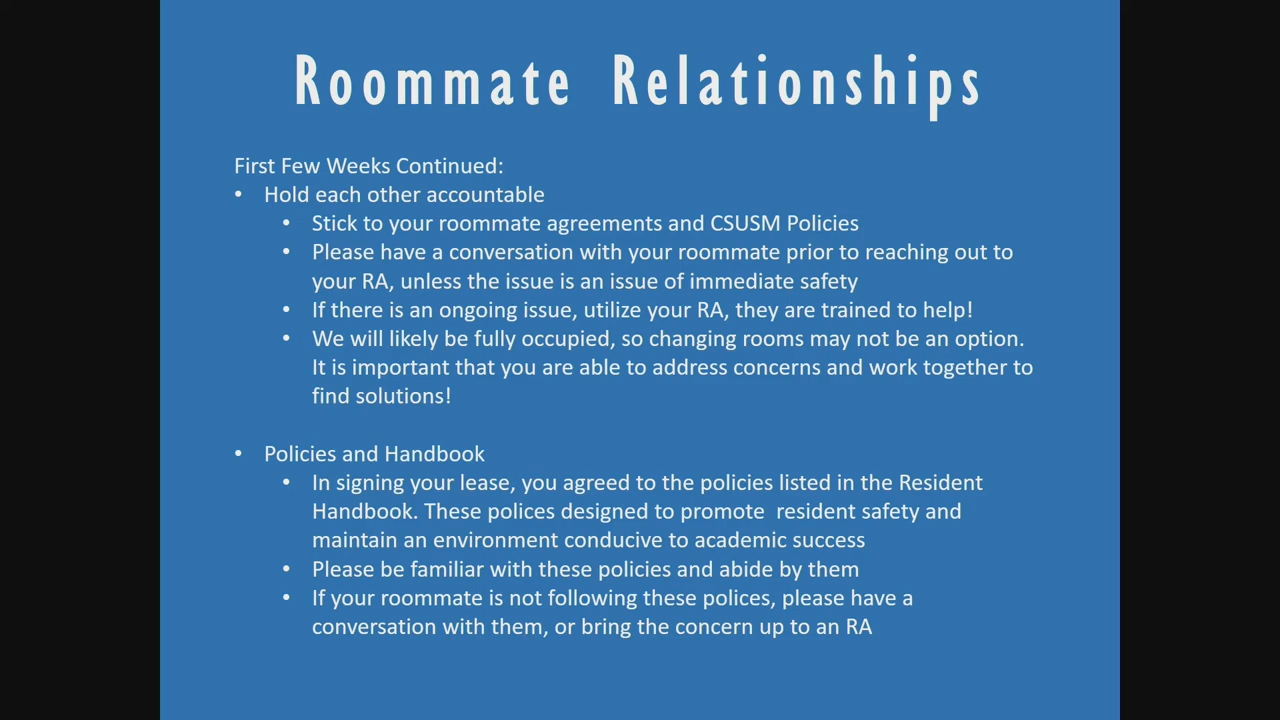 Roommate Relationships
First Few Weeks Continued:
• Hold each other accountable
• Stick to your roommate agreements and CSUSM Policies
• Please have a conversation with your roommate prior to reaching out to
your RA, unless the issue is an issue of immediate safety
• If there is an ongoing issue, utilize your RA, they are trained to help!
• We will likely be fully occupied, so changing rooms may not be an option.
It is important that you are able to address concerns and work together to
find solutions!
• Policies and Handbook
• In signing your lease, you agreed to the policies listed in the Resident
Handbook. These polices designed to promote  resident safety and
maintain an environment conducive to academic success
• Please be familiar with these policies and abide by them
• If your roommate is not following these polices, please have a
conversation with them, or bring the concern up to an RA